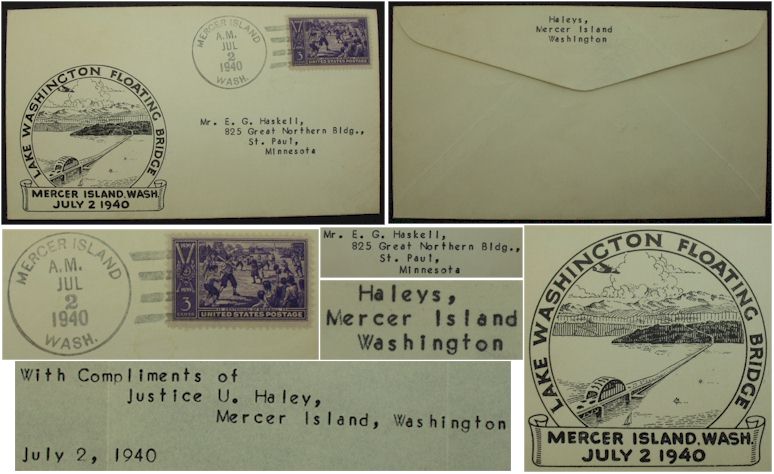 MERCER ISLAND
A.M.
JUL
2
1940
WASH.
3
CENTS
UNITED STATES POSTAGE
LAKE WASHINGTON FLOATING BRIDGE
MERCER ISLAND, WASH.
JULY 2 1940
Mr. E. G. Haskell,
825 Great Northern Bldg.,
St. Paul,
Minnesota
Haleys,
Mercer Island
Washington
MERCER ISLAND
A.M.
JUL
2
1940
WASH.
3
CENTS
UNITED STATES POSTAGE
Mr. E. G. Haskell,
825 Great Northern Bldg.,
St. Paul,
Minnesota
Haleys,
Mercer Island
Washington
LAKE WASHINGTON FLOATING BRIDGE
MERCER ISLAND, WASH.
JULY 2 1940
With Compliments of
Justice U. Haley,
Mercer Island, Washington
July 2, 1940